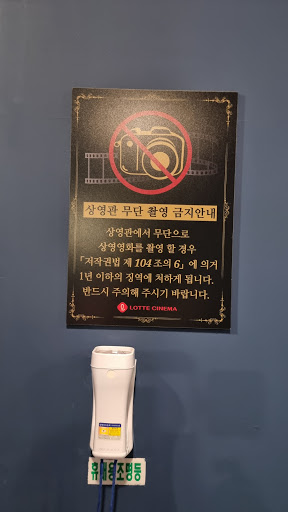 상영관 무단 촬영 금지안내
상영관에서 무단으로
상영영화를 촬영 할 경우
「저작권법 제 104 조의 6」에 의거
1년 이하의 징역에 처하게 됩니다.
반드시 주의해 주시기 바랍니다.
LOTTE CINEMA
휴대용조명등